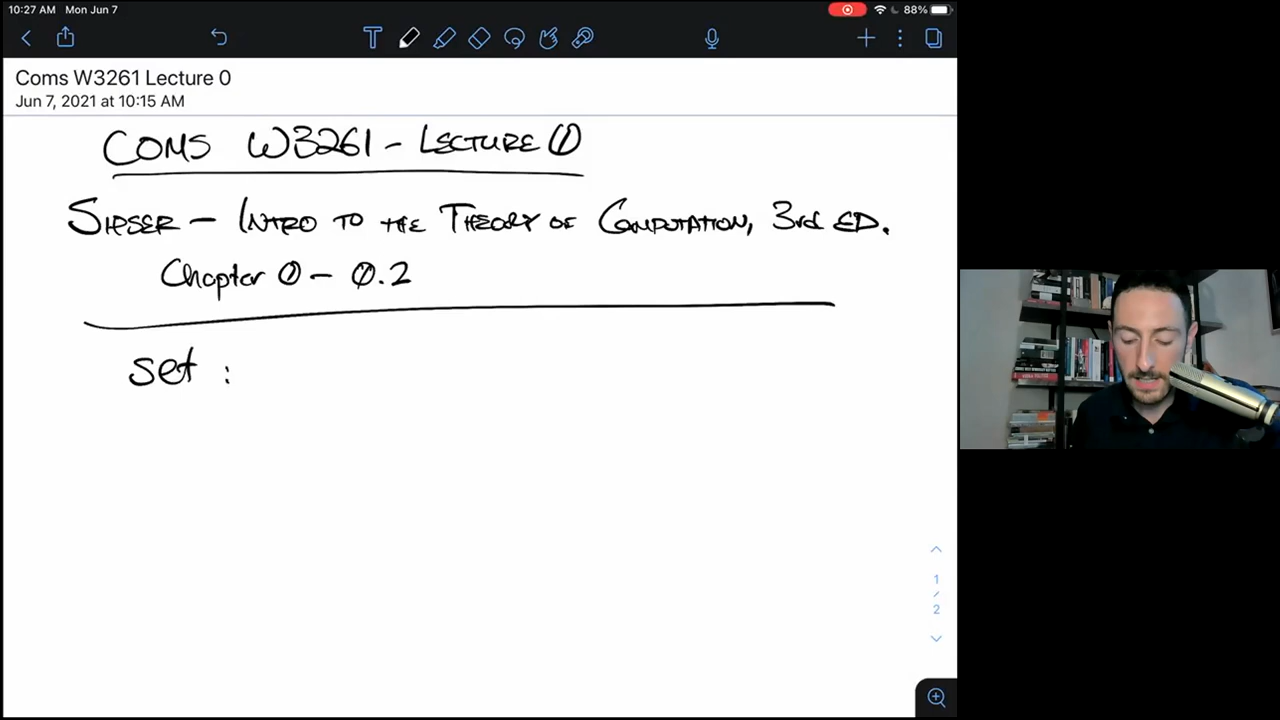 10:27 AM Mon Jun 7
88%
Coms W3261 Lecture 0
Jun 7, 2021 at 10:15 AM
COMS W3261 - LECTURE 0
SIPSER - INTRO TO THE THEORY OF COMPUTATION, 3rd ED.
Chapter 0 - 0.2
set :
1
/
2